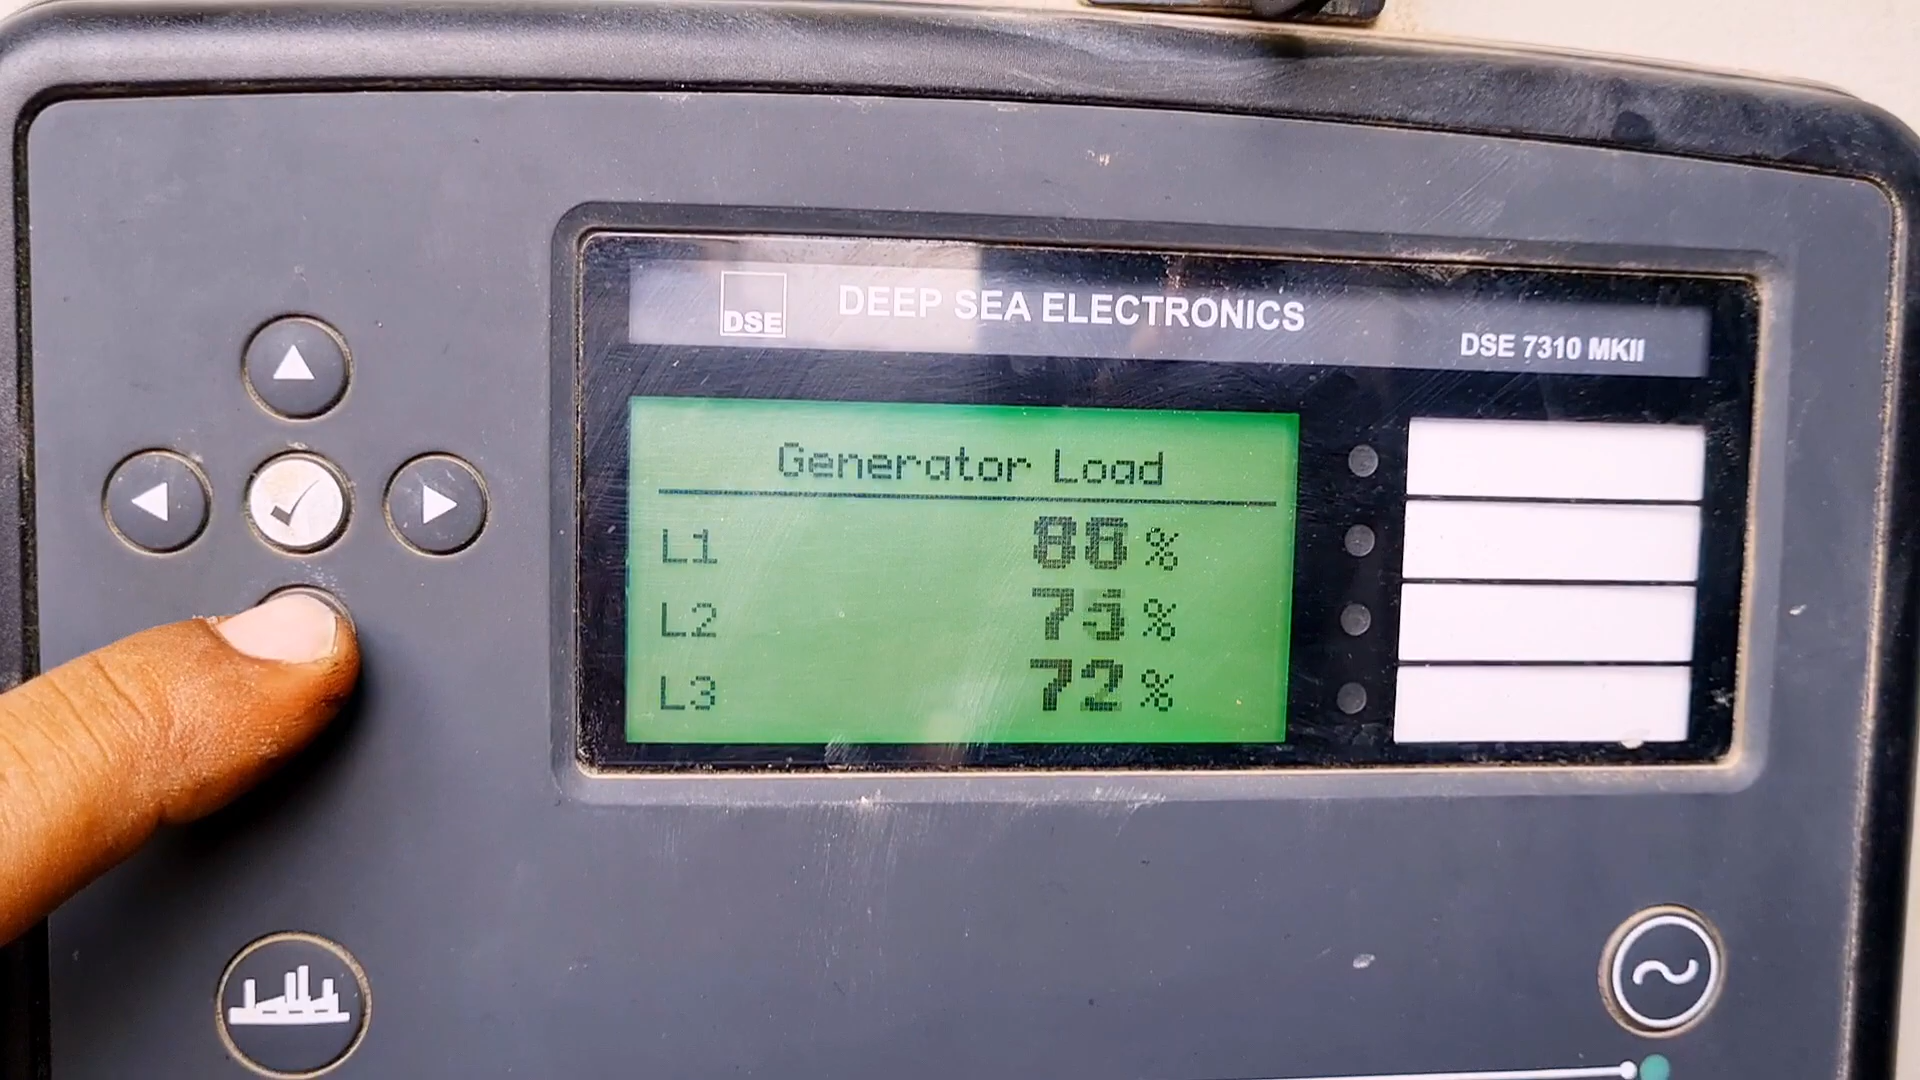 DSE
DEEP SEA ELECTRONICS
DSE 7310 MKII
Generator Load
L1 %
L2 %
L3 72 %